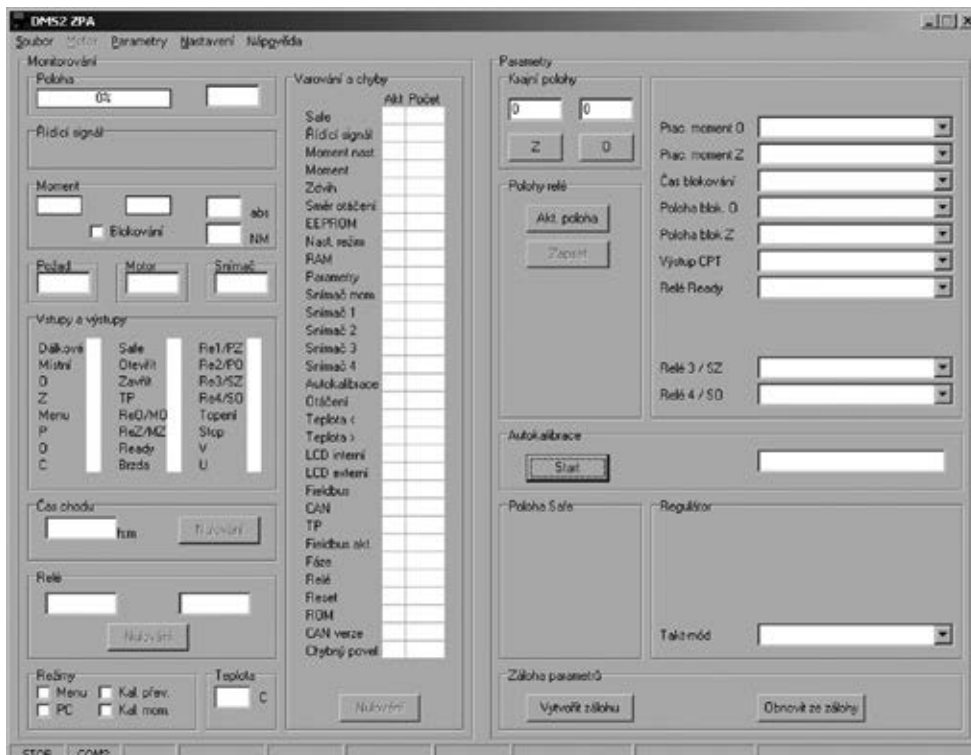 DMS2 ZPA
Soubor Motor Parametry Nastavení Nápověda
Monitorování
Poloha
0%
Řídicí signál
Moment
abs
Blokování
NM
Požad.
Motor
Snímač
Vstupy a výstupy
Dálkově Safe Re1/PZ
Místní Otevřít Re2/PO
O Zavřít Re3/SZ
Z TP Re4/SO
Menu ReO/MO Topení
P ReZ/MZ Stop
O Ready V
C Brzda U
Čas chodu
hsm
Nulování
Relé
Nulování
Režimy
Menu Kal. přev.
PC Kal. mom.
Teplota
C
Varování a chyby
Akt. Počet
Safe
Řídicí signál
Moment nast.
Moment
Zdvih
Směr otáčení
EEPROM
Nast. režim
RAM
Parametry
Snímač mom.
Snímač 1
Snímač 2
Snímač 3
Snímač 4
Autokalibrace
Otáčení
Teplota <
Teplota >
LCD interní
LCD externí
Fieldbus
CAN
TP
Fieldbus akt.
Fáze
Relé
Reset
ROM
CAN verze
Chybný povel
Nulování
Parametry
Krajní polohy
0 0
Z O
Polohy relé
Akt. poloha
Zapsat
Prac. moment O
Prac. moment Z
Čas blokování
Poloha blok. O
Poloha blok. Z
Výstup CPT
Relé Ready
Relé 3 / SZ
Relé 4 / SO
Autokalibrace
Start
Poloha Safe
Regulátor
Takt-mód
Záloha parametrů
Vytvořit zálohu
Obnovit ze zálohy
STOP COM2